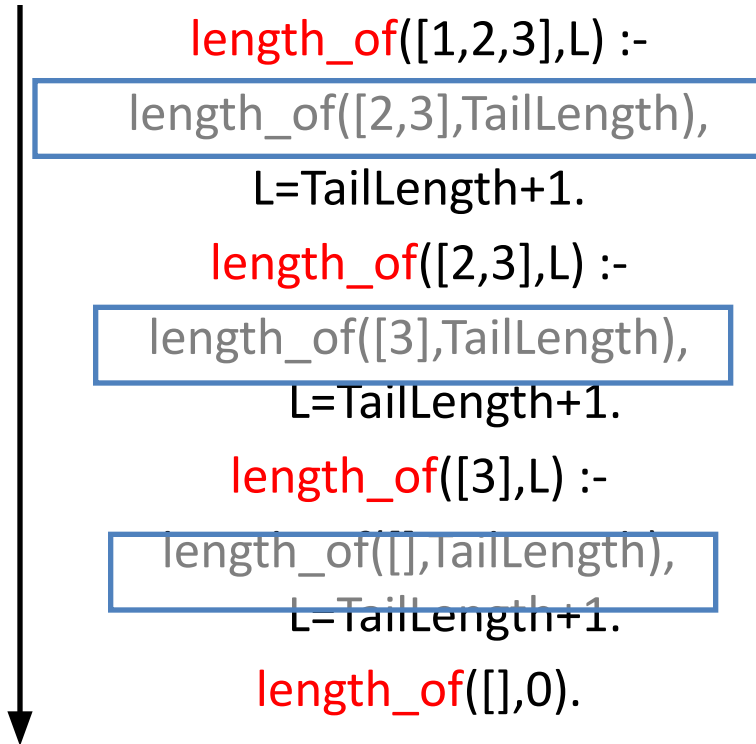 length_of([1,2,3],L) :-
length_of([2,3],TailLength),
L=TailLength+1.
length_of([2,3],L) :-
length_of([3],TailLength),
L=TailLength+1.
length_of([3],L) :-
length_of([],TailLength),
L=TailLength+1.
length_of([],0).